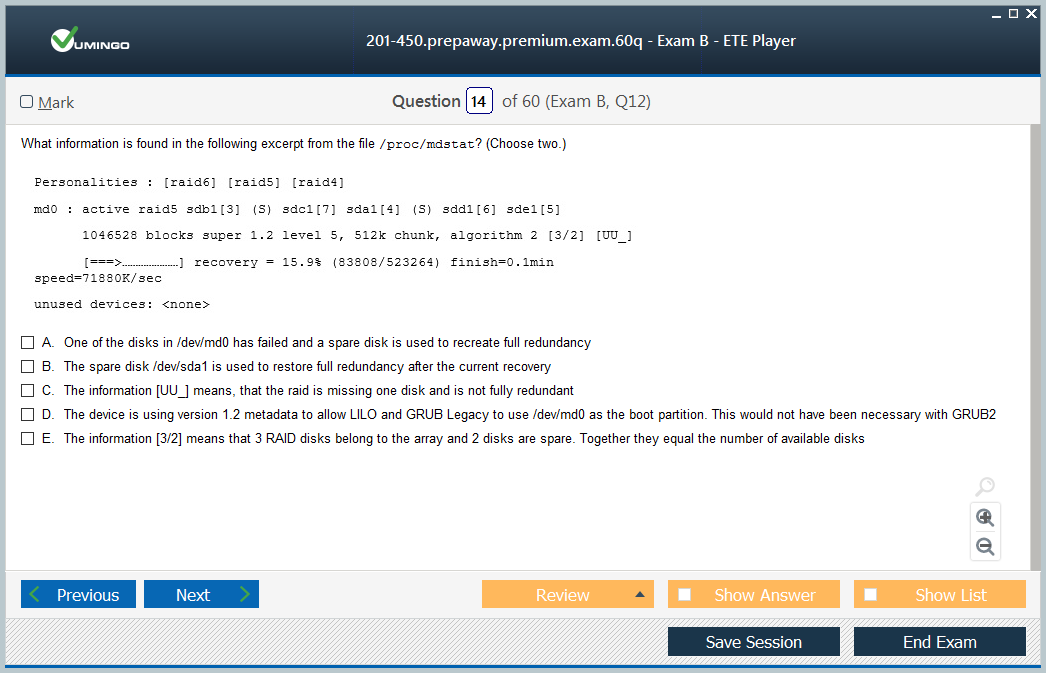 VUMINGO
201-450.prepaway.premium.exam.60q - Exam B - ETE Player
Mark
Question 14 of 60 (Exam B, Q12)
What information is found in the following excerpt from the file /proc/mdstat? (Choose two.)
Personalities : [raid6] [raid5] [raid4]
md0 : active raid5 sdb1[3] (S) sdc1[7] sda1[4] (S) sdd1[6] sde1[5]
1046528 blocks super 1.2 level 5, 512k chunk, algorithm 2 [3/2] [UU_]
[===>…………………] recovery = 15.9% (83808/523264) finish=0.1min
speed=71880K/sec
unused devices: <none>
A. One of the disks in /dev/md0 has failed and a spare disk is used to recreate full redundancy
B. The spare disk /dev/sda1 is used to restore full redundancy after the current recovery
C. The information [UU_] means, that the raid is missing one disk and is not fully redundant
D. The device is using version 1.2 metadata to allow LILO and GRUB Legacy to use /dev/md0 as the boot partition. This would not have been necessary with GRUB2
E. The information [3/2] means that 3 RAID disks belong to the array and 2 disks are spare. Together they equal the number of available disks
Previous
Next
Review
Show Answer
Show List
Save Session
End Exam